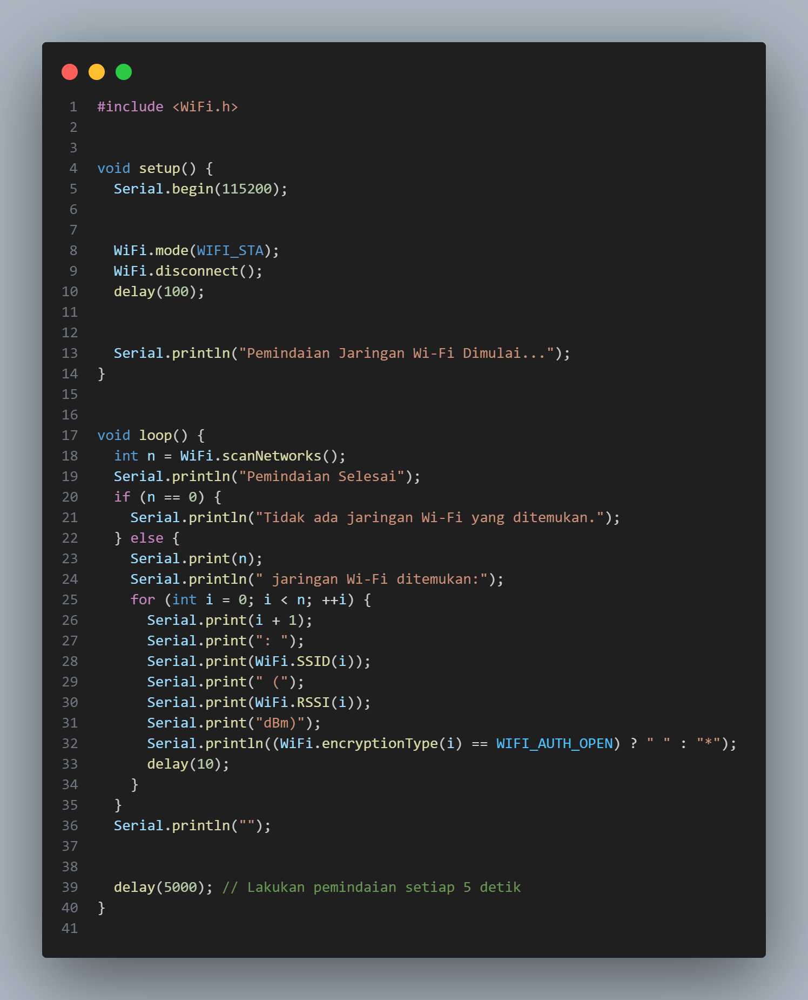 1 #include <WiFi.h>
2
3
4 void setup() {
5   Serial.begin(115200);
6
7
8   WiFi.mode(WIFI_STA);
9   WiFi.disconnect();
10   delay(100);
11
12
13   Serial.println("Pemindaian Jaringan Wi-Fi Dimulai...");
14 }
15
16
17 void loop() {
18   int n = WiFi.scanNetworks();
19   Serial.println("Pemindaian Selesai");
20   if (n == 0) {
21     Serial.println("Tidak ada jaringan Wi-Fi yang ditemukan.");
22   } else {
23     Serial.print(n);
24     Serial.println(" jaringan Wi-Fi ditemukan:");
25     for (int i = 0; i < n; ++i) {
26       Serial.print(i + 1);
27       Serial.print(": ");
28       Serial.print(WiFi.SSID(i));
29       Serial.print(" (");
30       Serial.print(WiFi.RSSI(i));
31       Serial.print("dBm)");
32       Serial.println((WiFi.encryptionType(i) == WIFI_AUTH_OPEN) ? " " : "*");
33       delay(10);
34     }
35   }
36   Serial.println("");
37
38
39   delay(5000); // Lakukan pemindaian setiap 5 detik
40 }
41